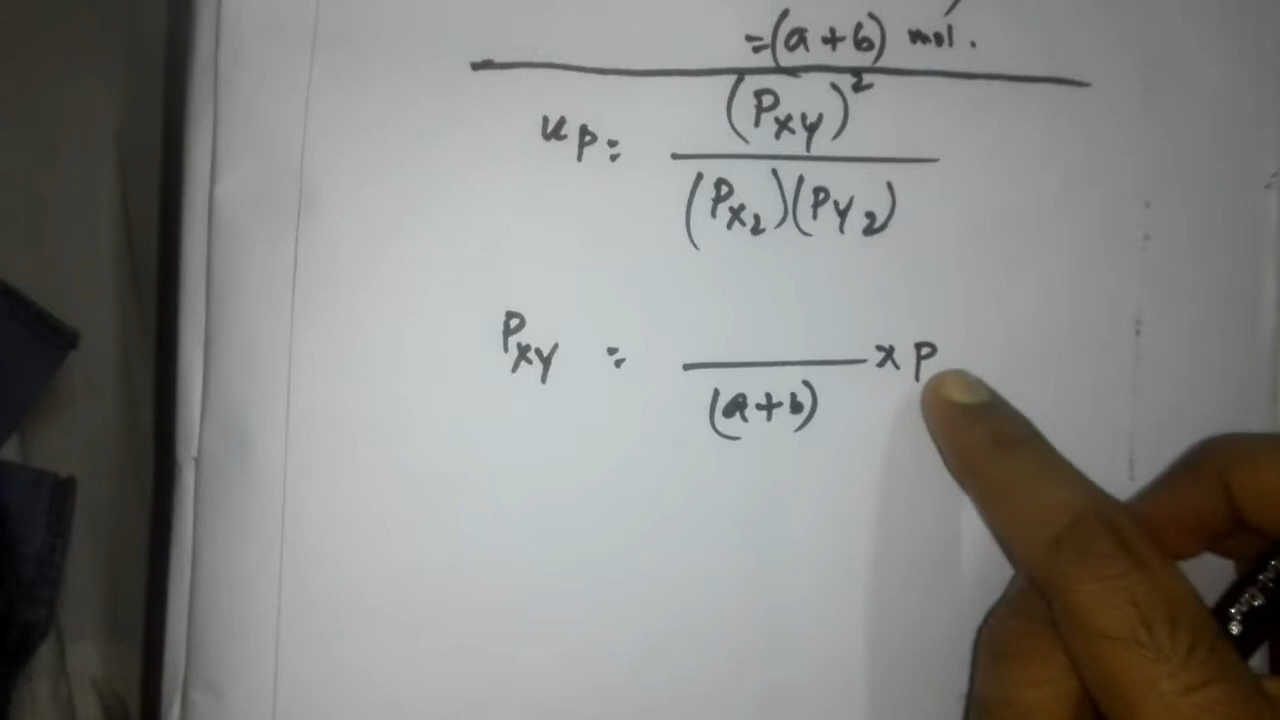 =(a+b) mol.
Kp= (PXY)²
(PX2)(PY2)
PXY = x P
(a+b)